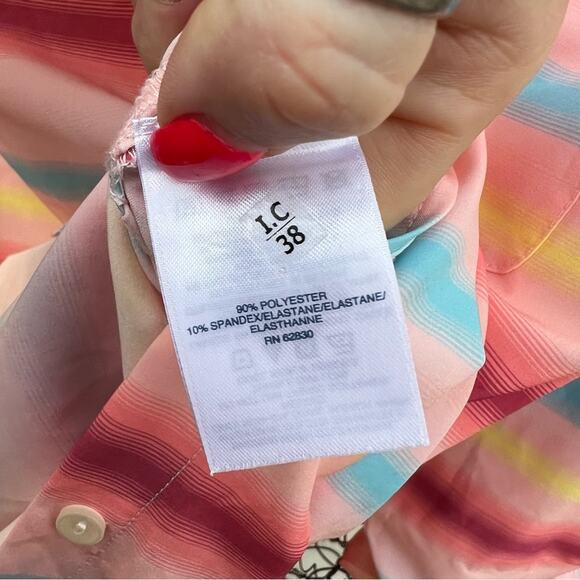 I.C
38
90% POLYESTER
10% SPANDEX/ELASTANE/ELASTANE/
ELASTHANNE
RN 62830